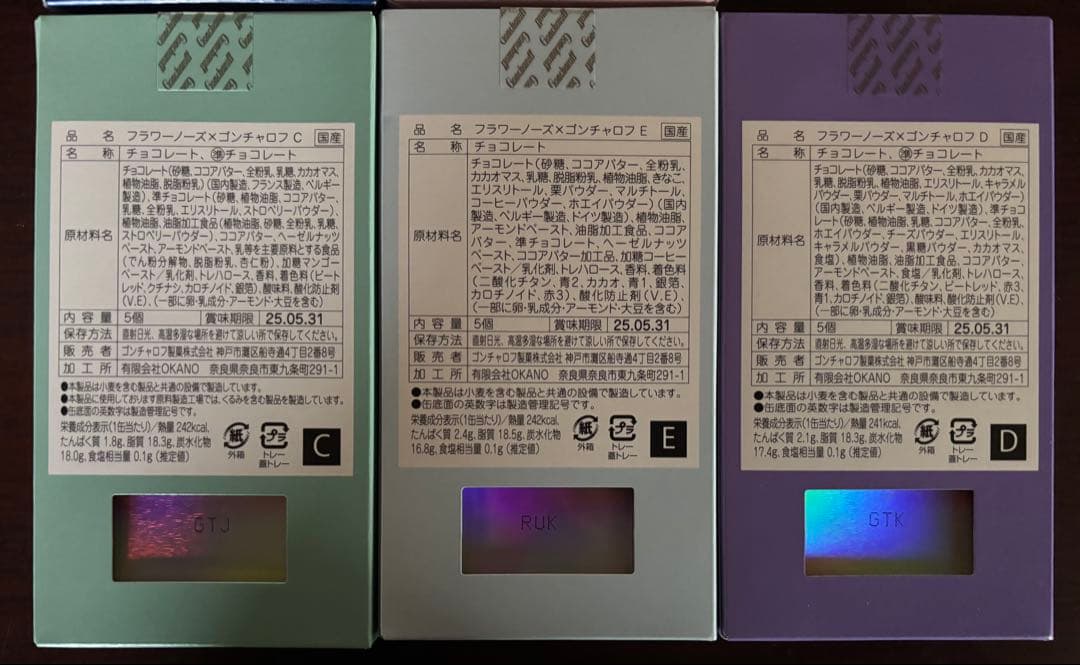 品名 フラワーノーズ×ゴンチャロフ C 国産
名称 チョコレート、準チョコレート
原材料名
チョコレート(砂糖、ココアバター、全粉乳、乳糖、カカオマス、
植物油脂、脱脂粉乳)(国内製造、フランス製造、ベルギー
製造)、準チョコレート(砂糖、植物油脂、ココアバター、
乳糖、全粉乳、エリスリトール、ストロベリーパウダー)、
植物油脂、油脂加工食品(植物油脂、砂糖、全粉乳、乳糖、
ストロベリーパウダー)、ココアバター、ヘーゼルナッツ
ペースト、アーモンドペースト、乳等を主要原料とする食品
(でん粉分解物、脱脂粉乳、杏仁粉)、加糖マンゴー
ペースト/乳化剤、トレハロース、香料、着色料(ビート
レッド、クチナシ、カロチノイド、銀箔)、酸味料、酸化防止剤
(V.E)、(一部に卵・乳成分・アーモンド・大豆を含む)
内容量 5個 賞味期限 25.05.31
保存方法 直射日光、高温多湿な場所を避けて涼しい所で保存してください。
販売者 ゴンチャロフ製菓株式会社 神戸市灘区船寺通4丁目2番8号
加工所 有限会社OKANO 奈良県奈良市東九条町291-1
●本製品は小麦を含む製品と共通の設備で製造しています。
●本製品に使用しております原料製造工場では、くるみを含む製品を製造しています。
●缶底面の英数字は製造管理記号です。
栄養成分表示(1缶当たり)/熱量 242kcal、
たんぱく質 1.8g、脂質 18.3g、炭水化物
18.0g、食塩相当量 0.1g(推定値)
紙 外箱
プラ トレー 蓋トレー
C
GTJ
品名 フラワーノーズ×ゴンチャロフ E 国産
名称 チョコレート
原材料名
チョコレート(砂糖、ココアバター、全粉乳、
カカオマス、乳糖、脱脂粉乳、植物油脂、きなこ、
エリスリトール、栗パウダー、マルチトール、
コーヒーパウダー、ホエイパウダー)(国内
製造、ベルギー製造、ドイツ製造)、植物油脂、
アーモンドペースト、油脂加工食品、ココア
バター、準チョコレート、ヘーゼルナッツ
ペースト、ココアバター加工品、加糖コーヒー
ペースト/乳化剤、トレハロース、香料、着色料
(二酸化チタン、青2、カカオ、青1、銀箔、
カロチノイド、赤3)、酸化防止剤(V.E)、
(一部に卵・乳成分・アーモンド・大豆を含む)
内容量 5個 賞味期限 25.05.31
保存方法 直射日光、高温多湿な場所を避けて涼しい所で保存してください。
販売者 ゴンチャロフ製菓株式会社 神戸市灘区船寺通4丁目2番8号
加工所 有限会社OKANO 奈良県奈良市東九条町291-1
●本製品は小麦を含む製品と共通の設備で製造しています。
●缶底面の英数字は製造管理記号です。
栄養成分表示(1缶当たり)/熱量 242kcal、
たんぱく質 2.4g、脂質 18.5g、炭水化物
16.8g、食塩相当量 0.1g(推定値)
紙 外箱
プラ トレー 蓋トレー
E
RUK
品名 フラワーノーズ×ゴンチャロフ D 国産
名称 チョコレート、準チョコレート
原材料名
チョコレート(砂糖、ココアバター、全粉乳、カカオマス、
乳糖、脱脂粉乳、植物油脂、エリスリトール、キャラメル
パウダー、栗パウダー、マルチトール、ホエイパウダー)
(国内製造、ベルギー製造、ドイツ製造)、準チョコ
レート(砂糖、植物油脂、乳糖、ココアバター、全粉乳、
ホエイパウダー、チーズパウダー、エリスリトール、
キャラメルパウダー、黒糖パウダー、カカオマス、
食塩)、植物油脂、油脂加工食品、ココアバター、
アーモンドペースト、食塩/乳化剤、トレハロース、
香料、着色料(二酸化チタン、ビートレッド、赤3、
青1、カロチノイド、銀箔)、酸味料、酸化防止剤(V.E)、
(一部に卵・乳成分・アーモンド・大豆を含む)
内容量 5個 賞味期限 25.05.31
保存方法 直射日光、高温多湿な場所を避けて涼しい所で保存してください。
販売者 ゴンチャロフ製菓株式会社 神戸市灘区船寺通4丁目2番8号
加工所 有限会社OKANO 奈良県奈良市東九条町291-1
●本製品は小麦を含む製品と共通の設備で製造しています。
●缶底面の英数字は製造管理記号です。
栄養成分表示(1缶当たり)/熱量 241kcal、
たんぱく質 2.1g、脂質 18.3g、炭水化物
17.4g、食塩相当量 0.1g(推定値)
紙 外箱
プラ トレー 蓋トレー
D
GTK